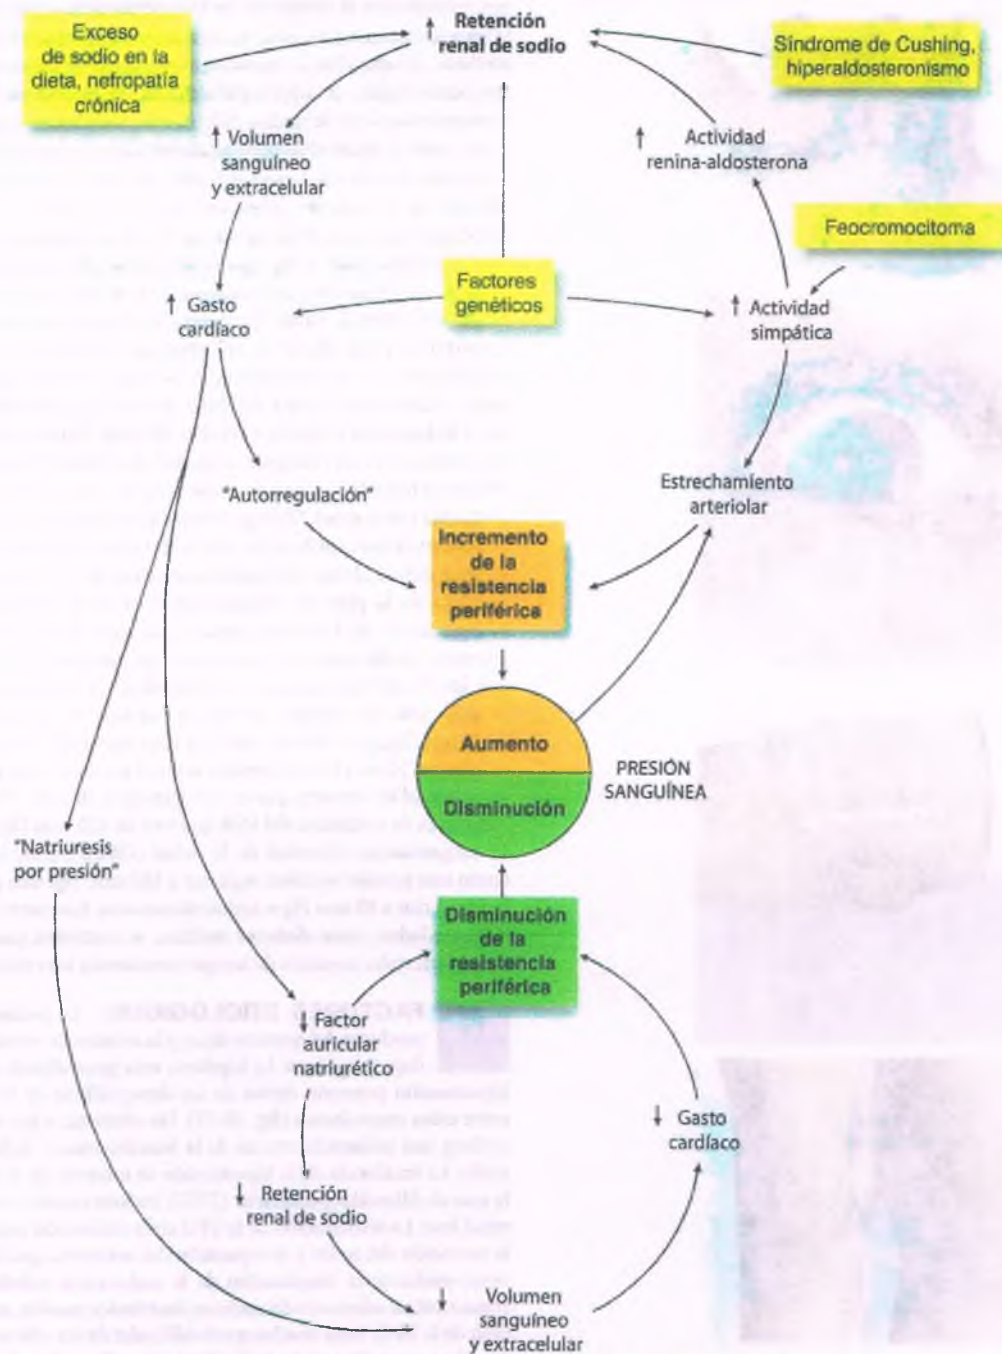 Exceso
de sodio en la
dieta, nefropatía
crónica
↑ Retención
renal de sodio
Síndrome de Cushing,
hiperaldosteronismo
↑ Volumen
sanguíneo
y extracelular
↑ Actividad
renina-aldosterona
Feocromocitoma
Factores
genéticos
↑ Gasto
cardíaco
↑ Actividad
simpática
"Autorregulación"
Estrechamiento
arteriolar
Incremento
de la
resistencia
periférica
Aumento
Disminución
PRESIÓN
SANGUÍNEA
"Natriuresis
por presión"
Disminución
de la
resistencia
periférica
↓ Factor
auricular
natriurético
↓ Gasto
cardíaco
↓ Retención
renal de sodio
↓ Volumen
sanguíneo
y extracelular